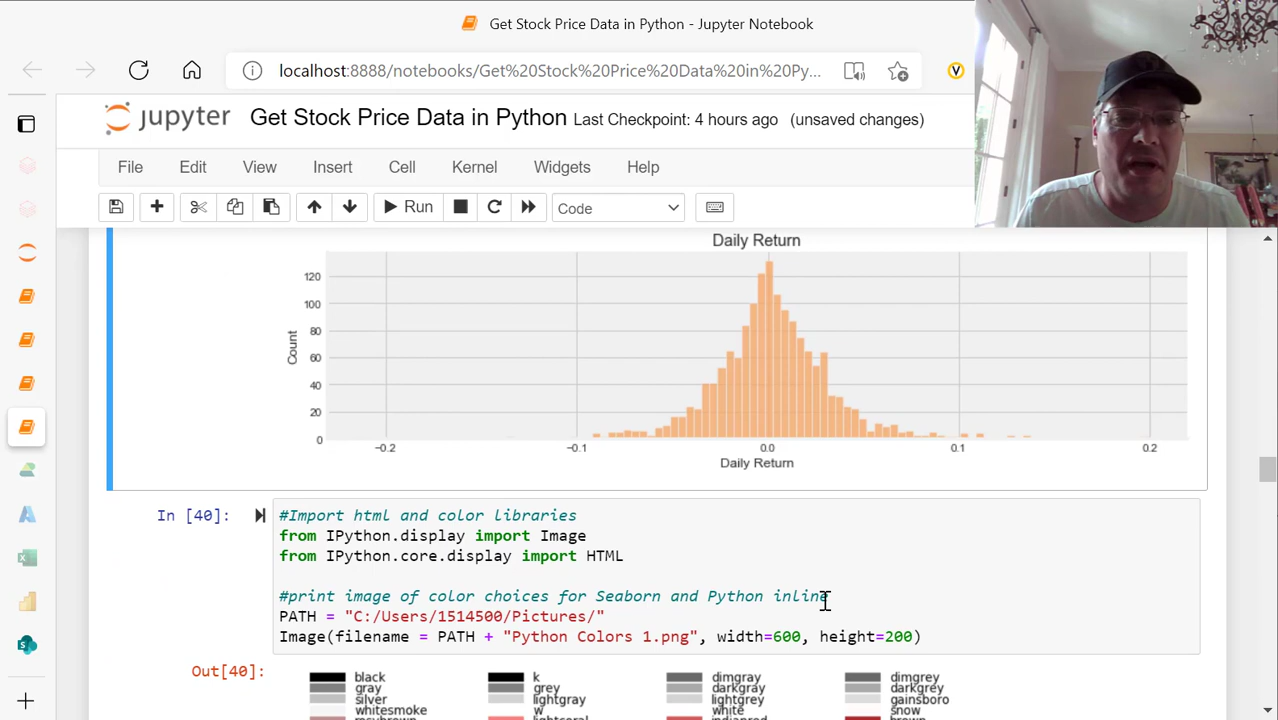 Get Stock Price Data in Python - Jupyter Notebook
localhost:8888/notebooks/Get%20Stock%20Price%20Data%20in%20Py...
V
jupyter Get Stock Price Data in Python Last Checkpoint: 4 hours ago (unsaved changes)
File Edit View Insert Cell Kernel Widgets Help
Run Code
Daily Return
120
100
80
60
40
20
0
Count
−0.2 −0.1 0.0 0.1 0.2
Daily Return
In [40]:
#Import html and color libraries
from IPython.display import Image
from IPython.core.display import HTML
#print image of color choices for Seaborn and Python inline
PATH = "C:/Users/1514500/Pictures/"
Image(filename = PATH + "Python Colors 1.png", width=600, height=200)
Out[40]:
black k dimgray dimgrey
gray grey darkgray darkgrey
silver lightgray lightgrey gainsboro
whitesmoke w white snow
rosybrown lightcoral indianred brown